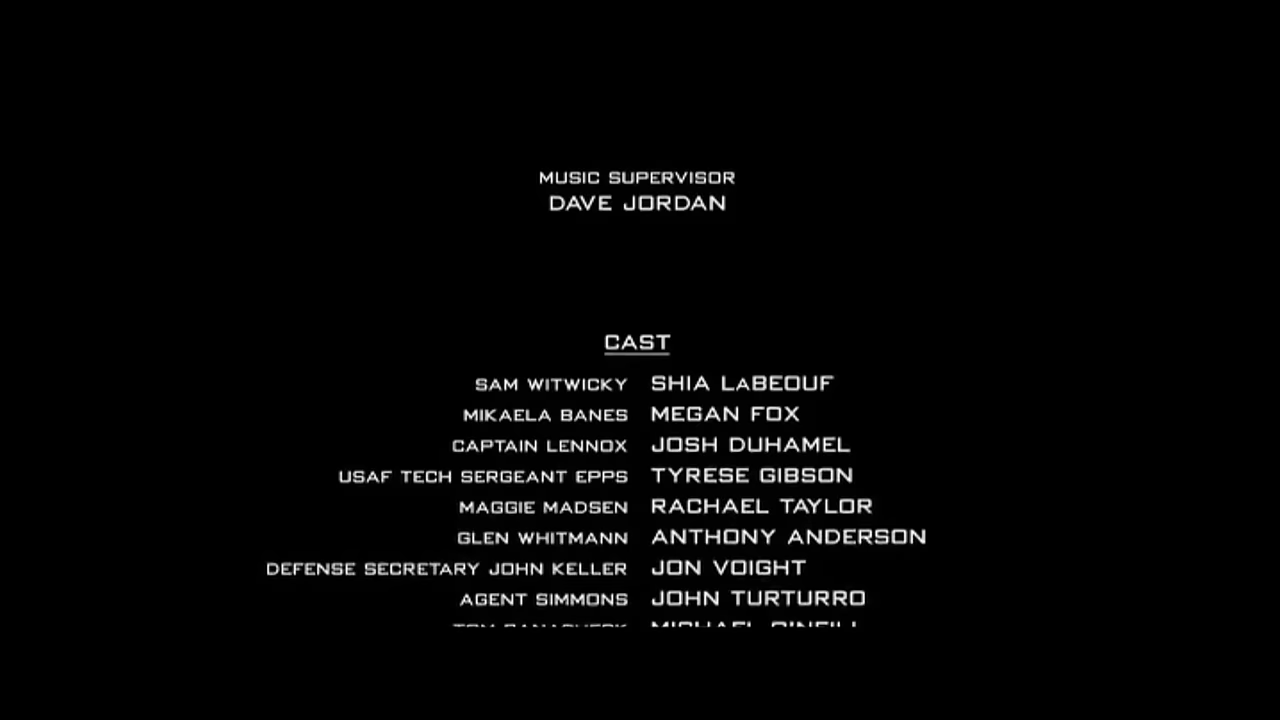 MUSIC SUPERVISOR
DAVE JORDAN
CAST
SAM WITWICKY SHIA LaBEOUF
MIKAELA BANES MEGAN FOX
CAPTAIN LENNOX JOSH DUHAMEL
USAF TECH SERGEANT EPPS TYRESE GIBSON
MAGGIE MADSEN RACHAEL TAYLOR
GLEN WHITMANN ANTHONY ANDERSON
DEFENSE SECRETARY JOHN KELLER JON VOIGHT
AGENT SIMMONS JOHN TURTURRO
MICHAEL O'NEILL